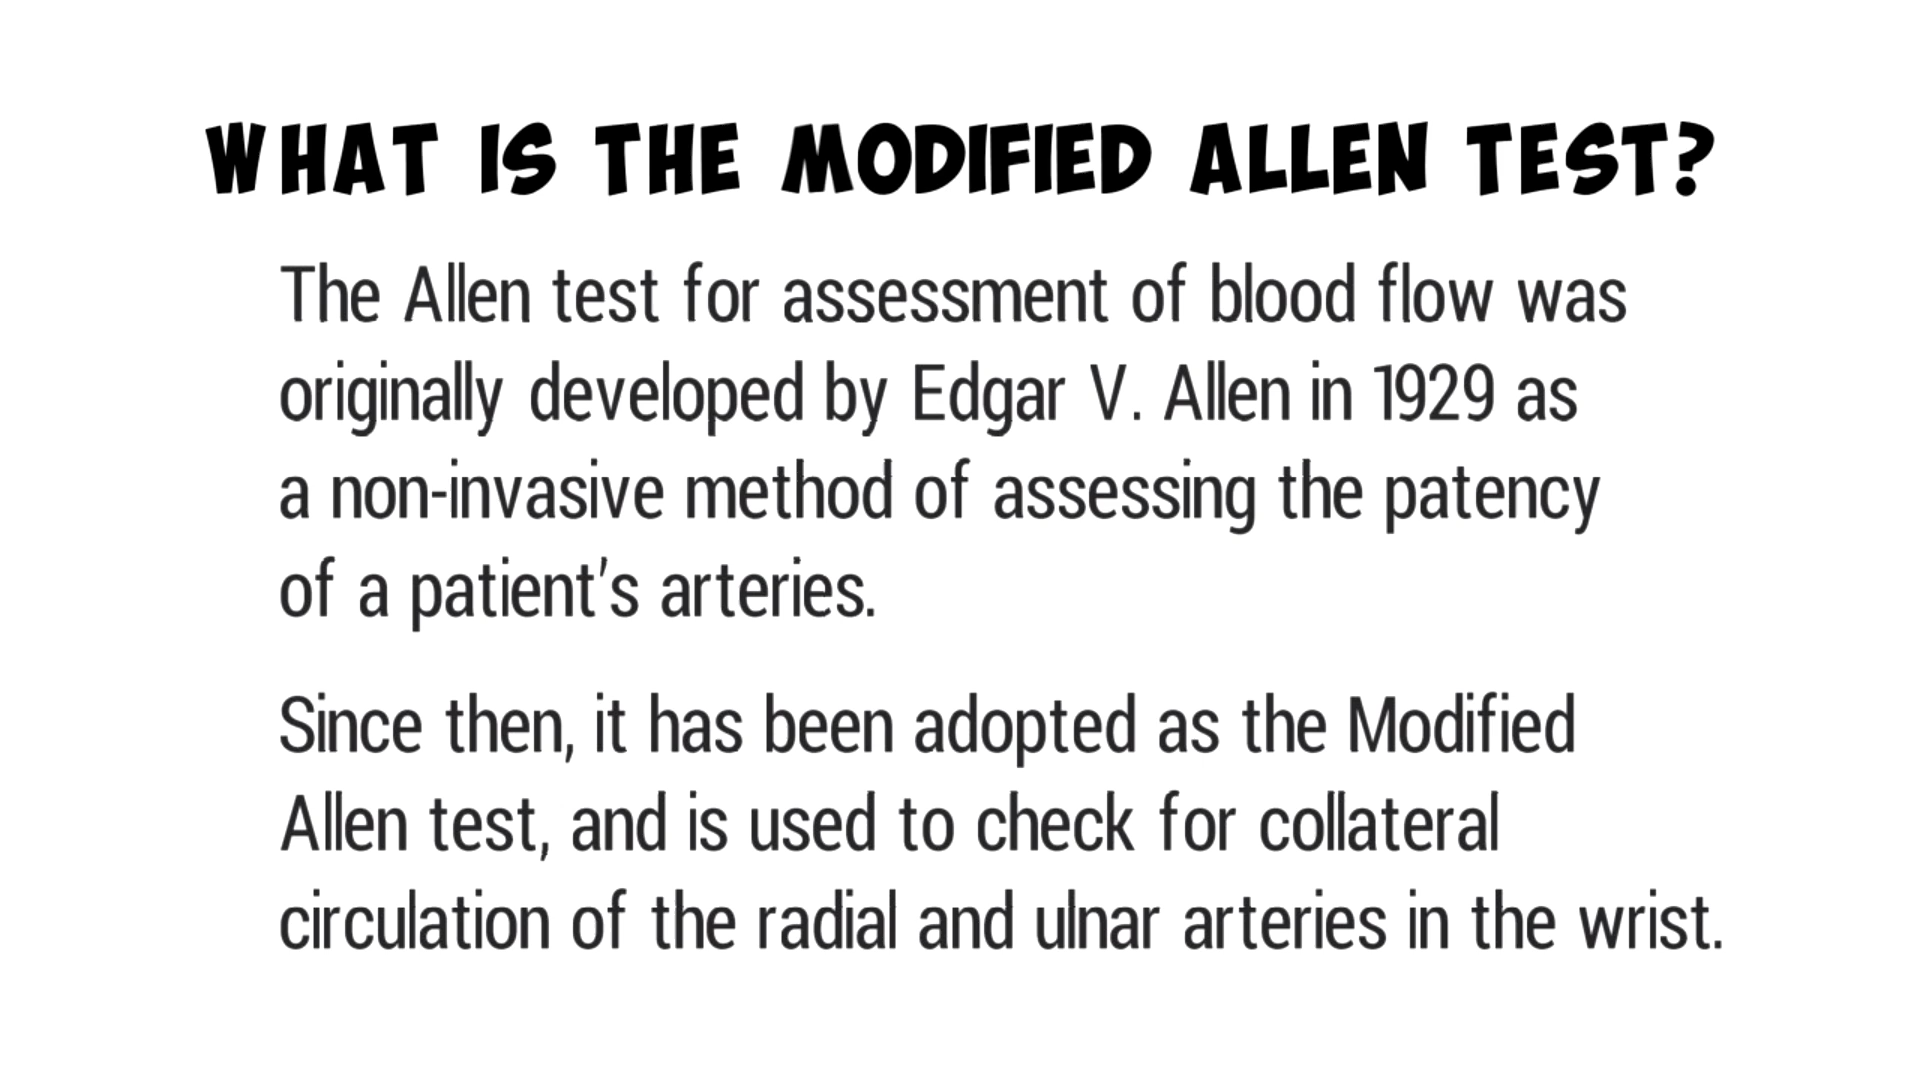 WHAT IS THE MODIFIED ALLEN TEST?
The Allen test for assessment of blood flow was
originally developed by Edgar V. Allen in 1929 as
a non-invasive method of assessing the patency
of a patient's arteries.
Since then, it has been adopted as the Modified
Allen test, and is used to check for collateral
circulation of the radial and ulnar arteries in the wrist.